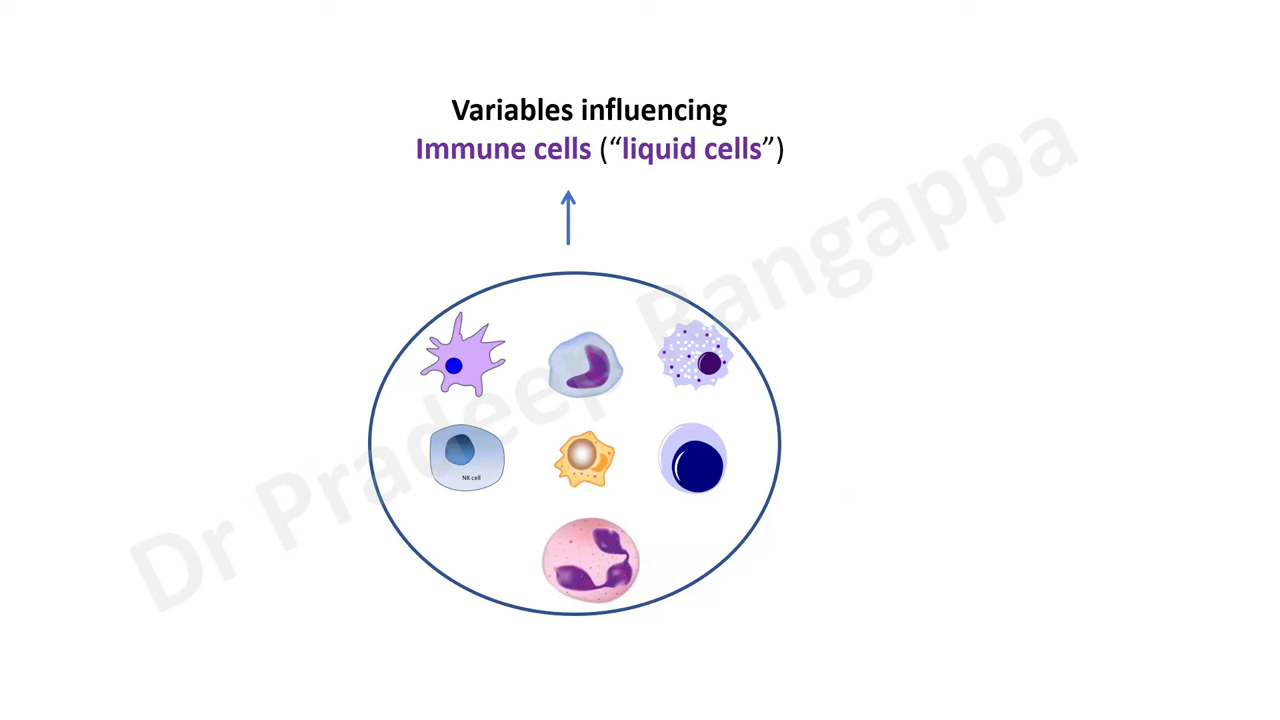 Variables influencing
Immune cells (“liquid cells”)
NK cell
Dr Pradeep Rangappa